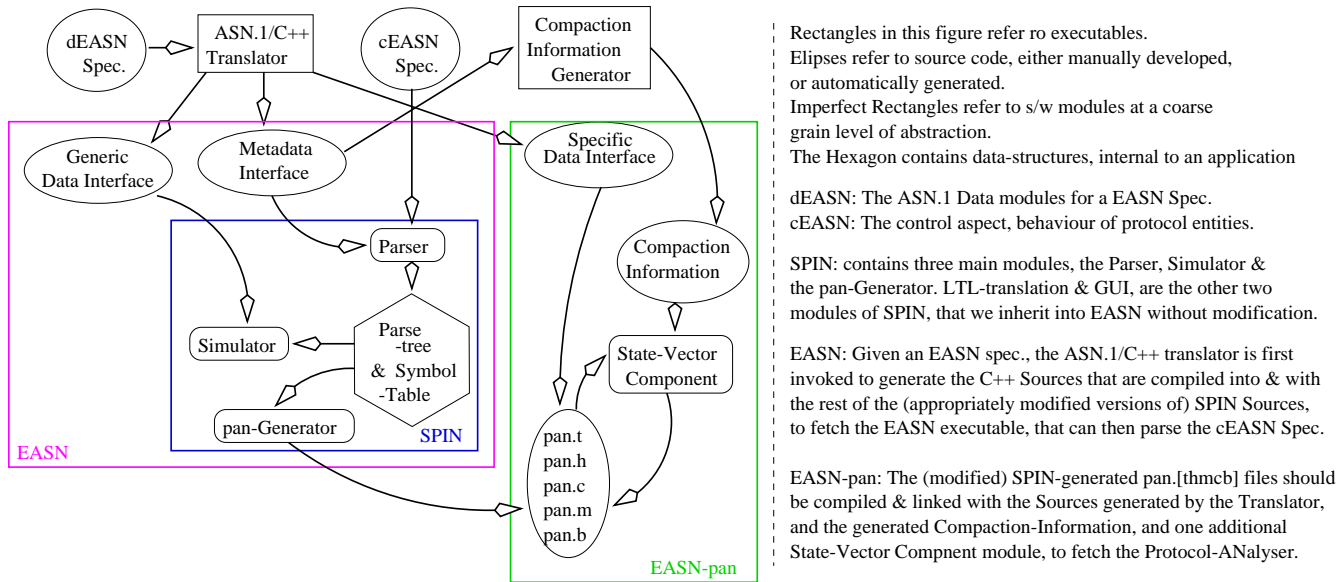 dEASN
Spec.
ASN.1/C++
Translator
cEASN
Spec.
Compaction
Information
Generator
Generic
Data Interface
Metadata
Interface
Specific
Data Interface
Parser
Compaction
Information
Simulator
Parse
-tree
& Symbol
-Table
State-Vector
Component
pan-Generator
SPIN
EASN
pan.t
pan.h
pan.c
pan.m
pan.b
EASN-pan
Rectangles in this figure refer ro executables.
Elipses refer to source code, either manually developed,
or automatically generated.
Imperfect Rectangles refer to s/w modules at a coarse
grain level of abstraction.
The Hexagon contains data-structures, internal to an application
dEASN: The ASN.1 Data modules for a EASN Spec.
cEASN: The control aspect, behaviour of protocol entities.
SPIN: contains three main modules, the Parser, Simulator &
the pan-Generator. LTL-translation & GUI, are the other two
modules of SPIN, that we inherit into EASN without modification.
EASN: Given an EASN spec., the ASN.1/C++ translator is first
invoked to generate the C++ Sources that are compiled into & with
the rest of the (appropriately modified versions of) SPIN Sources,
to fetch the EASN executable, that can then parse the cEASN Spec.
EASN-pan: The (modified) SPIN-generated pan.[thmcb] files should
be compiled & linked with the Sources generated by the Translator,
and the generated Compaction-Information, and one additional
State-Vector Compnent module, to fetch the Protocol-ANalyser.